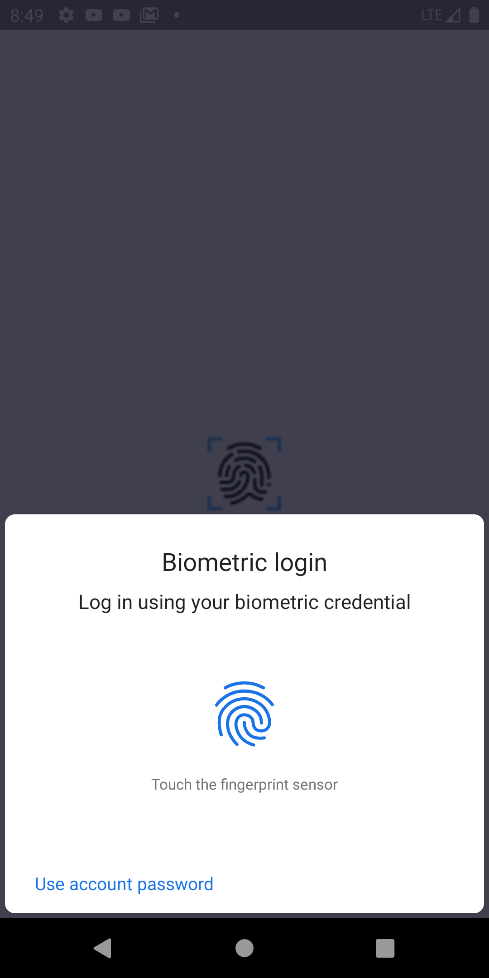 8:49
LTE
Biometric login
Log in using your biometric credential
Touch the fingerprint sensor
Use account password